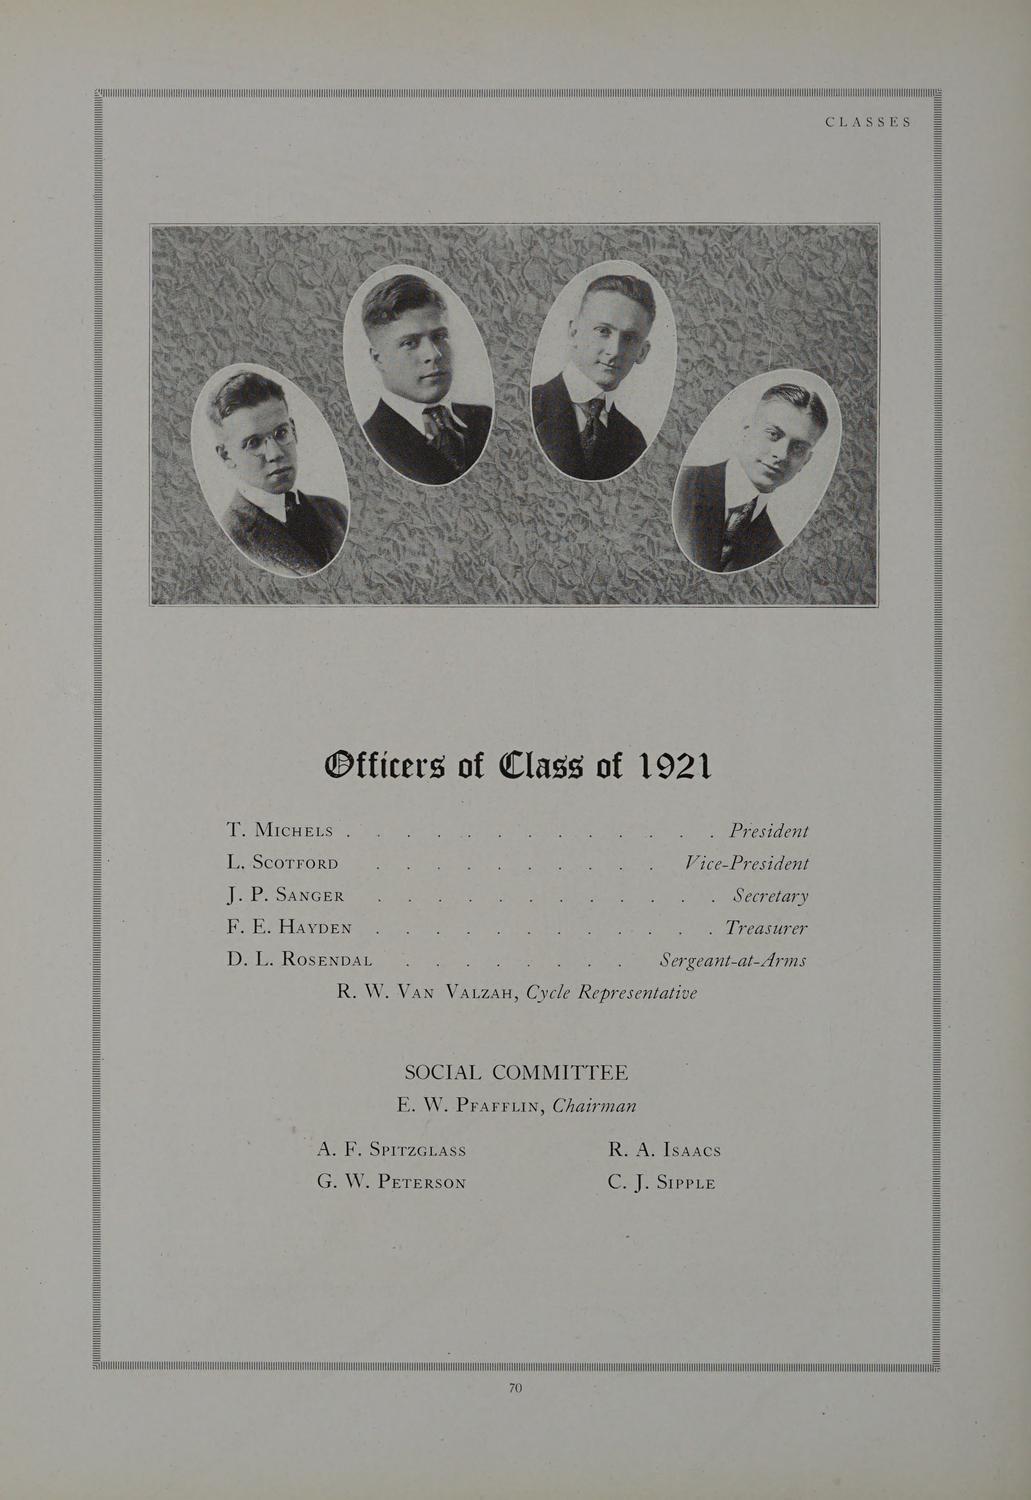 CLASSES
Officers of Class of 1921
T. Michels . . . . . . . . . . . . . President
L. Scotford . . . . . . . . . . Vice-President
J. P. Sanger . . . . . . . . . . . . Secretary
F. E. Hayden . . . . . . . . . . . . Treasurer
D. L. Rosendal . . . . . . . . Sergeant-at-Arms
R. W. Van Valzah, Cycle Representative
SOCIAL COMMITTEE
E. W. Pfafflin, Chairman
A. F. Spitzglass R. A. Isaacs
G. W. Peterson C. J. Sipple
70